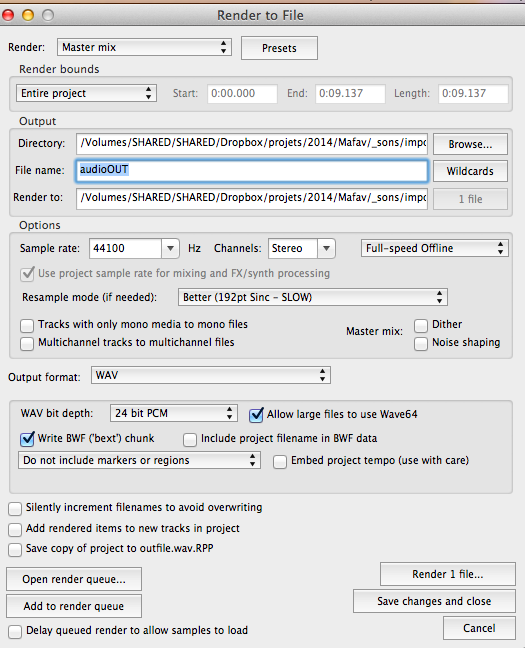 Render to File
Render: Master mix Presets
Render bounds
Entire project Start: 0:00.000 End: 0:09.137 Length: 0:09.137
Output
Directory: /Volumes/SHARED/SHARED/Dropbox/projets/2014/Mafav/_sons/impo Browse...
File name: audioOUT Wildcards
Render to: /Volumes/SHARED/SHARED/Dropbox/projets/2014/Mafav/_sons/impo 1 file
Options
Sample rate: 44100 Hz Channels: Stereo Full-speed Offline
Use project sample rate for mixing and FX/synth processing
Resample mode (if needed): Better (192pt Sinc - SLOW)
Tracks with only mono media to mono files Master mix: Dither
Multichannel tracks to multichannel files Noise shaping
Output format: WAV
WAV bit depth: 24 bit PCM Allow large files to use Wave64
Write BWF ('bext') chunk Include project filename in BWF data
Do not include markers or regions Embed project tempo (use with care)
Silently increment filenames to avoid overwriting
Add rendered items to new tracks in project
Save copy of project to outfile.wav.RPP
Open render queue... Render 1 file...
Add to render queue Save changes and close
Delay queued render to allow samples to load Cancel